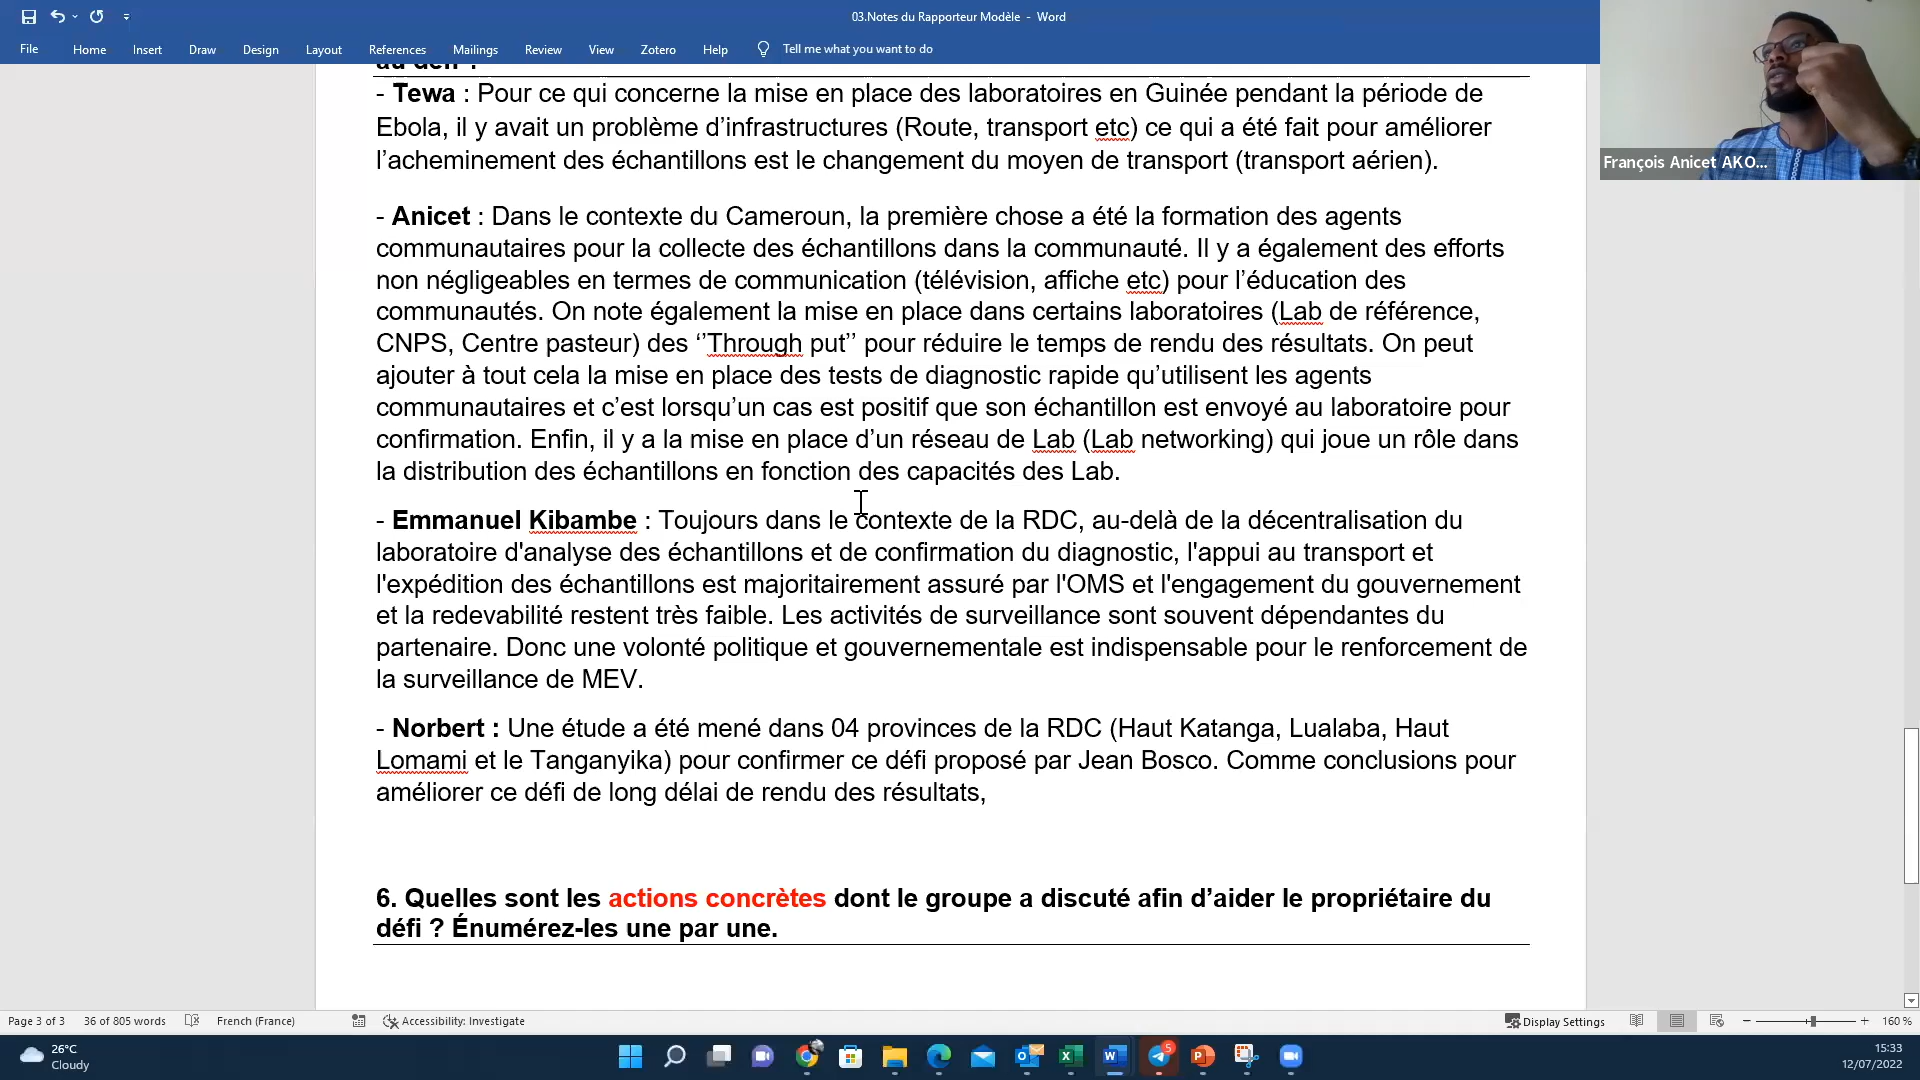 03.Notes du Rapporteur Modèle - Word
File Home Insert Draw Design Layout References Mailings Review View Zotero Help Tell me what you want to do
au défi ?
- Tewa : Pour ce qui concerne la mise en place des laboratoires en Guinée pendant la période de
Ebola, il y avait un problème d’infrastructures (Route, transport etc) ce qui a été fait pour améliorer
l’acheminement des échantillons est le changement du moyen de transport (transport aérien).
- Anicet : Dans le contexte du Cameroun, la première chose a été la formation des agents
communautaires pour la collecte des échantillons dans la communauté. Il y a également des efforts
non négligeables en termes de communication (télévision, affiche etc) pour l’éducation des
communautés. On note également la mise en place dans certains laboratoires (Lab de référence,
CNPS, Centre pasteur) des ‘’Through put’’ pour réduire le temps de rendu des résultats. On peut
ajouter à tout cela la mise en place des tests de diagnostic rapide qu’utilisent les agents
communautaires et c’est lorsqu’un cas est positif que son échantillon est envoyé au laboratoire pour
confirmation. Enfin, il y a la mise en place d’un réseau de Lab (Lab networking) qui joue un rôle dans
la distribution des échantillons en fonction des capacités des Lab.
- Emmanuel Kibambe : Toujours dans le contexte de la RDC, au-delà de la décentralisation du
laboratoire d'analyse des échantillons et de confirmation du diagnostic, l'appui au transport et
l'expédition des échantillons est majoritairement assuré par l'OMS et l'engagement du gouvernement
et la redevabilité restent très faible. Les activités de surveillance sont souvent dépendantes du
partenaire. Donc une volonté politique et gouvernementale est indispensable pour le renforcement de
la surveillance de MEV.
- Norbert : Une étude a été mené dans 04 provinces de la RDC (Haut Katanga, Lualaba, Haut
Lomami et le Tanganyika) pour confirmer ce défi proposé par Jean Bosco. Comme conclusions pour
améliorer ce défi de long délai de rendu des résultats,
6. Quelles sont les actions concrètes dont le groupe a discuté afin d’aider le propriétaire du
défi ? Énumérez-les une par une.
François Anicet AKO...
Page 3 of 3 36 of 805 words French (France) Accessibility: Investigate Display Settings 160 %
26°C
Cloudy
5
15:33
12/07/2022